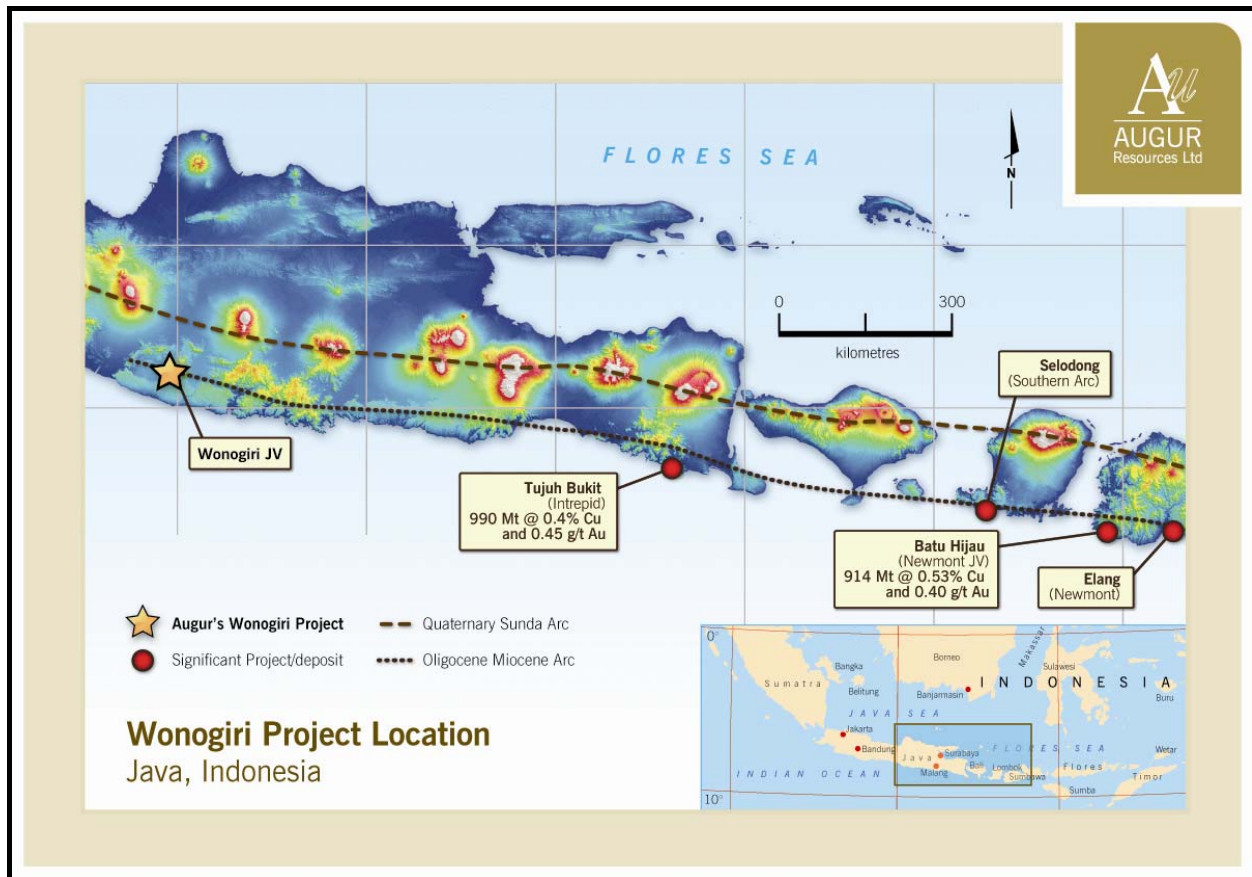 Au
AUGUR
Resources Ltd
FLORES SEA
N
0 300
kilometres
Selodong
(Southern Arc)
Wonogiri JV
Tujuh Bukit
(Intrepid)
990 Mt @ 0.4% Cu
and 0.45 g/t Au
Batu Hijau
(Newmont JV)
914 Mt @ 0.53% Cu
and 0.40 g/t Au
Elang
(Newmont)
Augur's Wonogiri Project
Quaternary Sunda Arc
Significant Project/deposit
Oligocene Miocene Arc
Wonogiri Project Location
Java, Indonesia
0°
Sumatra
Bangka
Belitung
Borneo
Banjarmasin
Makassar
Sulawesi
INDONESIA
Buru
JAVA SEA
Jakarta
Bandung
Java
Surabaya
Malang
Bali
Lombok
Sumbawa
FLORES SEA
Flores
Wetar
Timor
Sumba
INDIAN OCEAN
10°